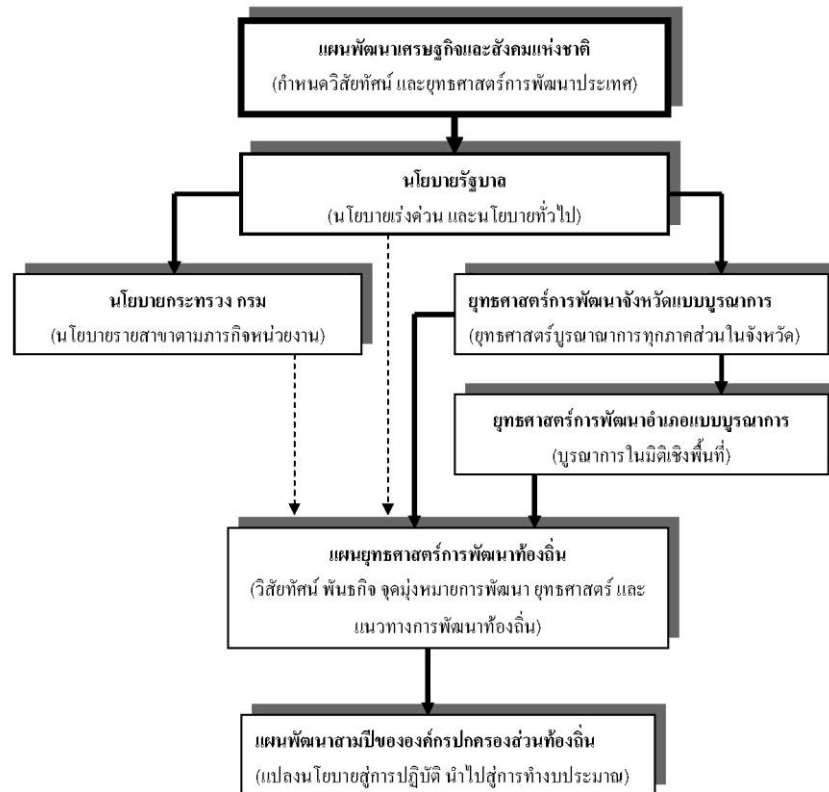 แผนพัฒนาเศรษฐกิจและสังคมแห่งชาติ
(กำหนดวิสัยทัศน์ และยุทธศาสตร์การพัฒนาประเทศ)
นโยบายรัฐบาล
(นโยบายเร่งด่วน และนโยบายทั่วไป)
นโยบายกระทรวง กรม
(นโยบายรายสาขาตามภารกิจหน่วยงาน)
ยุทธศาสตร์การพัฒนาจังหวัดแบบบูรณาการ
(ยุทธศาสตร์บูรณาณาการทุกภาคส่วนในจังหวัด)
ยุทธศาสตร์การพัฒนาอำเภอแบบบูรณาการ
(บูรณาการในมิติเชิงพื้นที่)
แผนยุทธศาสตร์การพัฒนาท้องถิ่น
(วิสัยทัศน์ พันธกิจ จุดมุ่งหมายการพัฒนา ยุทธศาสตร์ และ
แนวทางการพัฒนาท้องถิ่น)
แผนพัฒนาสามปีขององค์กรปกครองส่วนท้องถิ่น
(แปลงนโยบายสู่การปฏิบัติ นำไปสู่การทำงบประมาณ)